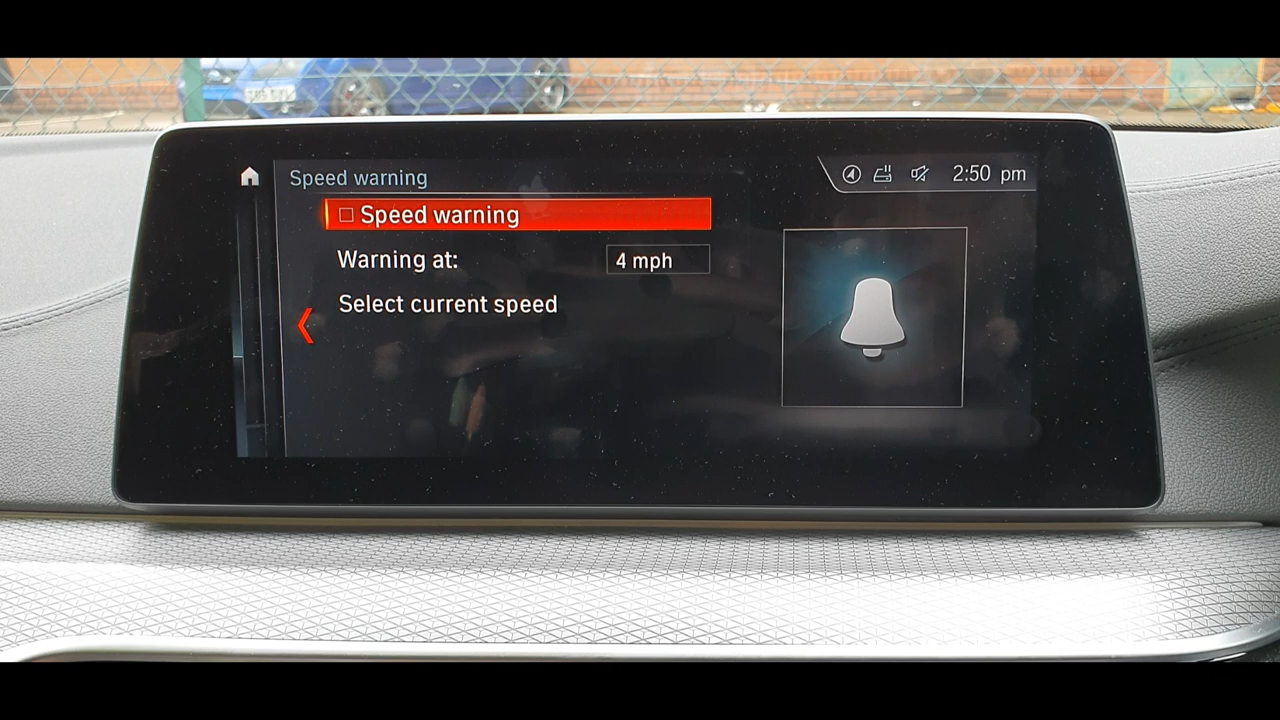 Speed warning
2:50 pm
Speed warning
Warning at: 4 mph
Select current speed